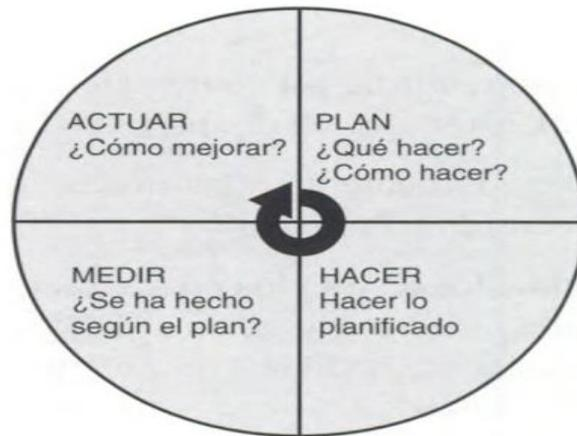 ACTUAR
¿Cómo mejorar?
PLAN
¿Qué hacer?
¿Cómo hacer?
MEDIR
¿Se ha hecho
según el plan?
HACER
Hacer lo
planificado